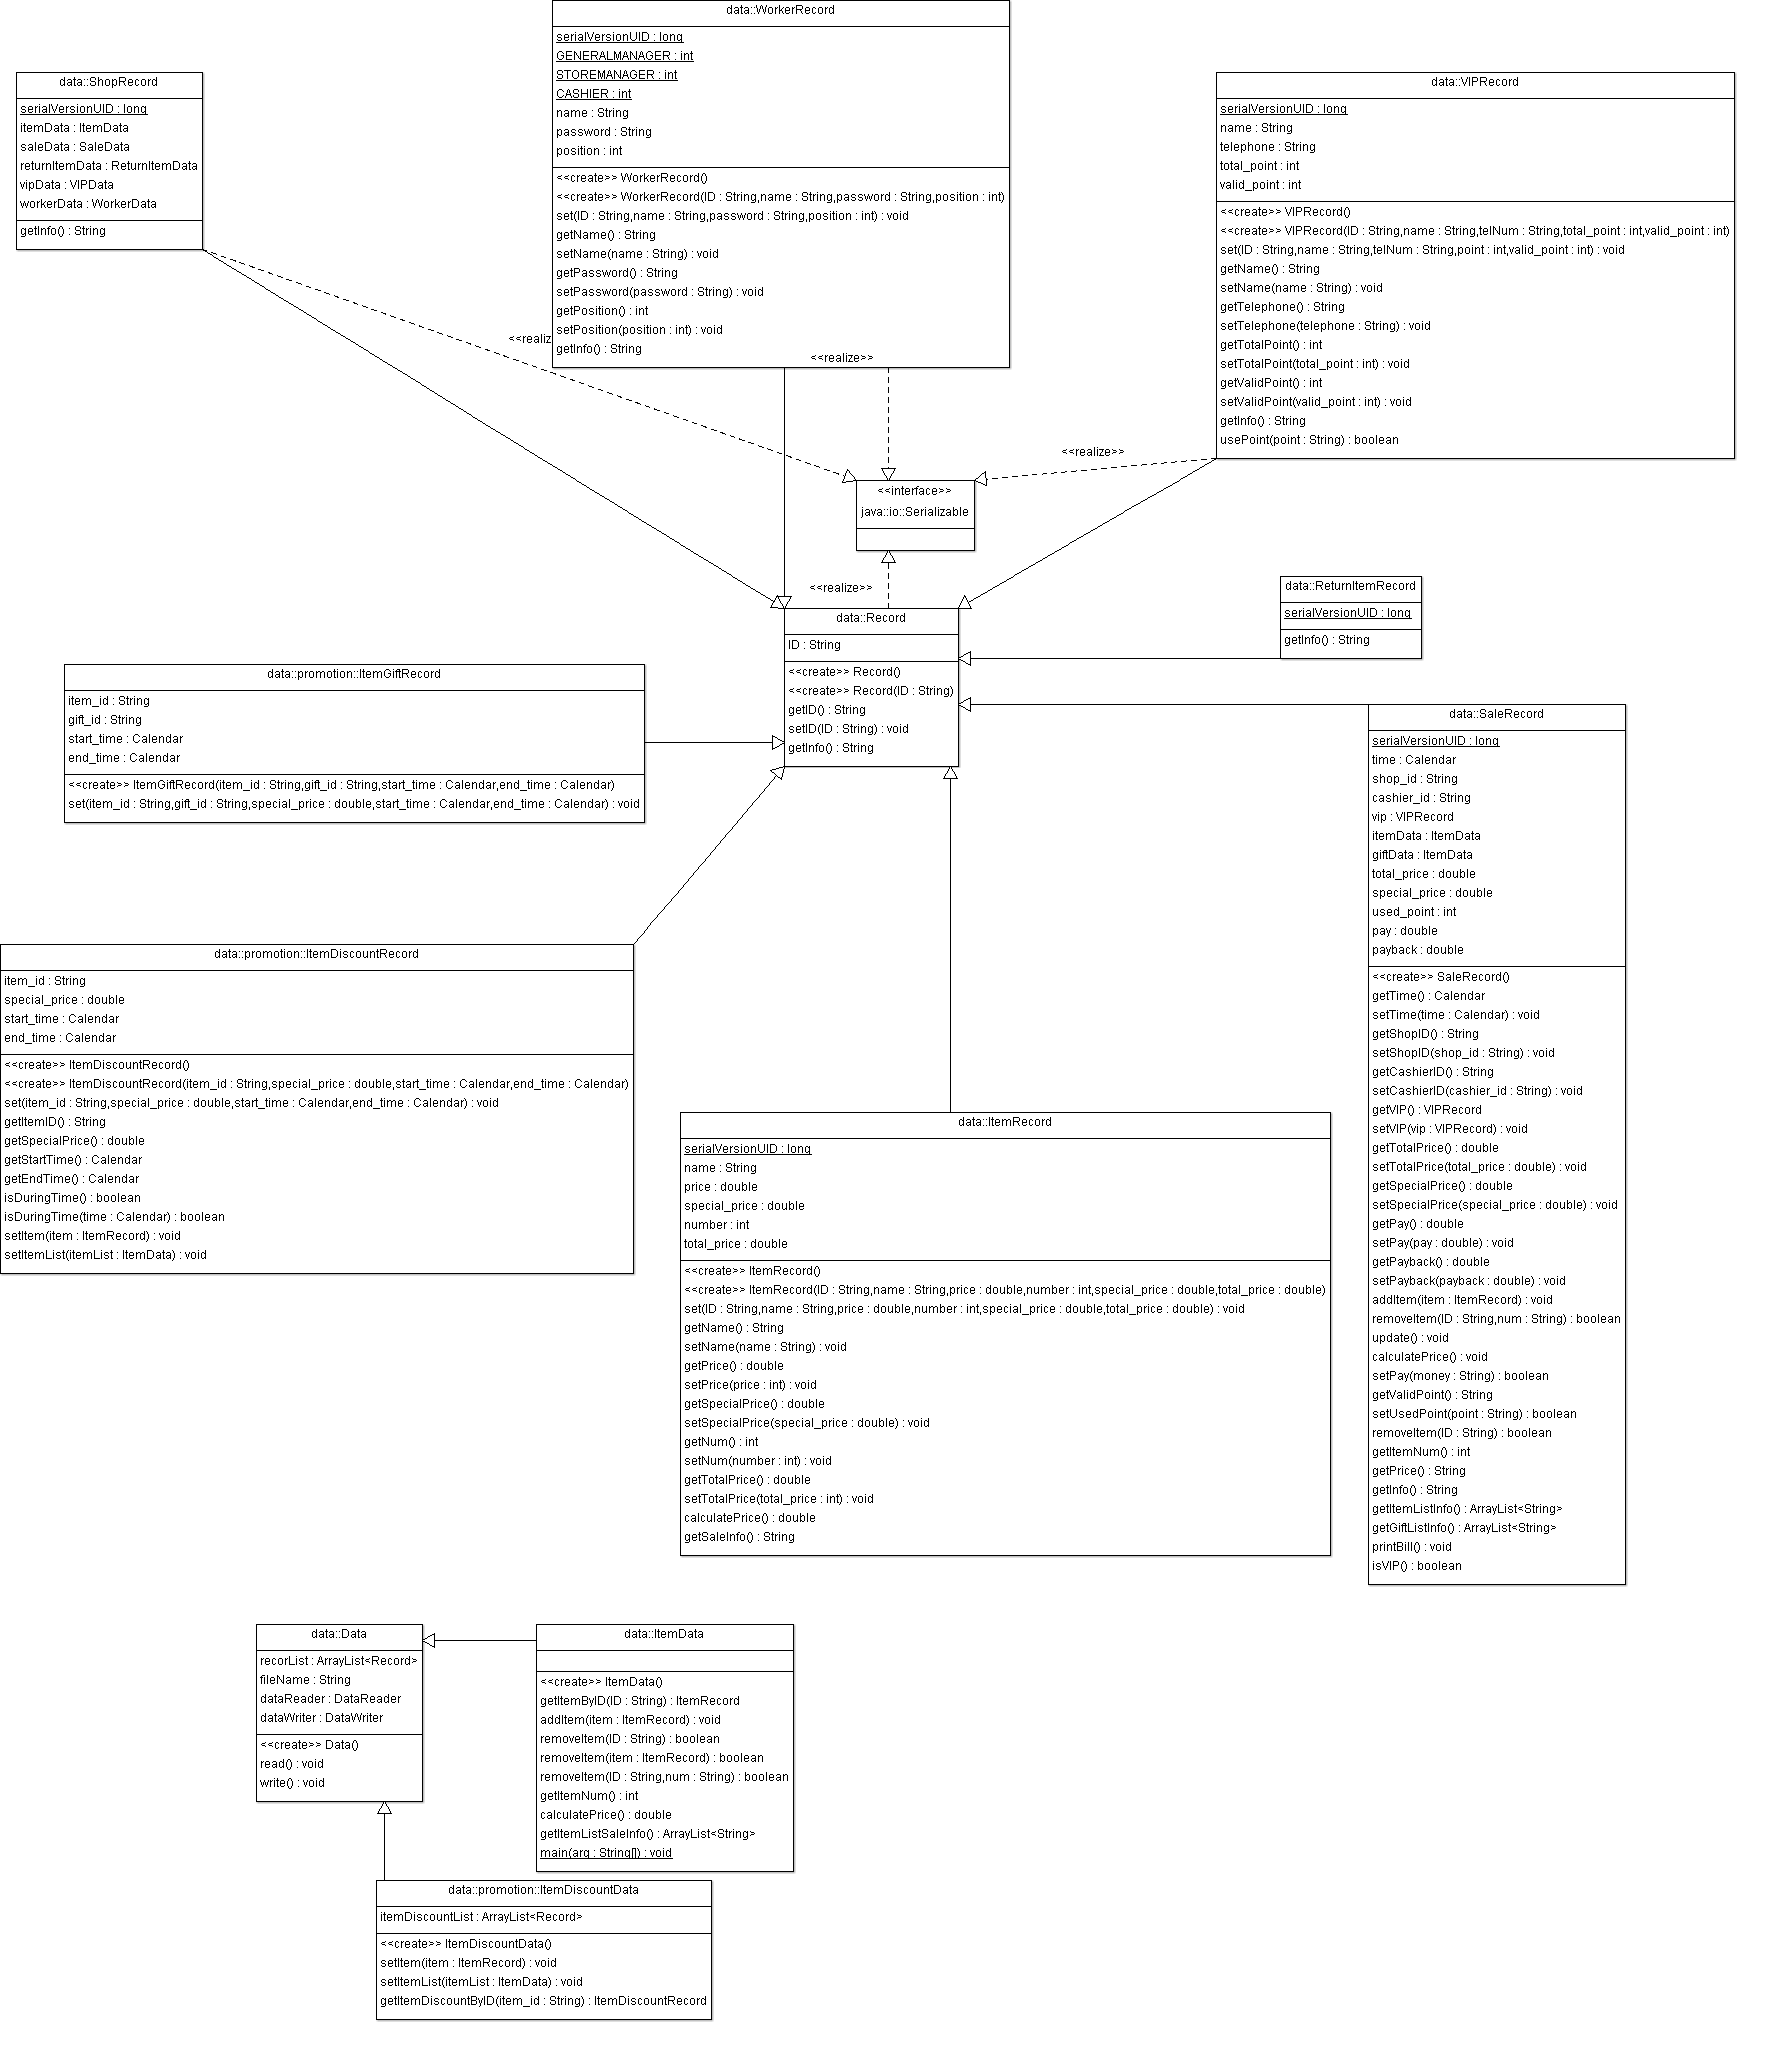 data::WorkerRecord
serialVersionUID : long
GENERALMANAGER : int
STOREMANAGER : int
CASHIER : int
name : String
password : String
position : int
<<create>> WorkerRecord()
<<create>> WorkerRecord(ID : String,name : String,password : String,position : int)
set(ID : String,name : String,password : String,position : int) : void
getName() : String
setName(name : String) : void
getPassword() : String
setPassword(password : String) : void
getPosition() : int
setPosition(position : int) : void
getInfo() : String
data::ShopRecord
serialVersionUID : long
itemData : ItemData
saleData : SaleData
returnItemData : ReturnItemData
vipData : VIPData
workerData : WorkerData
getInfo() : String
data::VIPRecord
serialVersionUID : long
name : String
telephone : String
total_point : int
valid_point : int
<<create>> VIPRecord()
<<create>> VIPRecord(ID : String,name : String,telNum : String,total_point : int,valid_point : int)
set(ID : String,name : String,telNum : String,point : int,valid_point : int) : void
getName() : String
setName(name : String) : void
getTelephone() : String
setTelephone(telephone : String) : void
getTotalPoint() : int
setTotalPoint(total_point : int) : void
getValidPoint() : int
setValidPoint(valid_point : int) : void
getInfo() : String
usePoint(point : String) : boolean
<<realiz
<<realize>>
<<realize>>
<<interface>>
java::io::Serializable
<<realize>>
data::ReturnItemRecord
serialVersionUID : long
getInfo() : String
data::Record
ID : String
<<create>> Record()
<<create>> Record(ID : String)
getID() : String
setID(ID : String) : void
getInfo() : String
data::promotion::ItemGiftRecord
item_id : String
gift_id : String
start_time : Calendar
end_time : Calendar
<<create>> ItemGiftRecord(item_id : String,gift_id : String,start_time : Calendar,end_time : Calendar)
set(item_id : String,gift_id : String,special_price : double,start_time : Calendar,end_time : Calendar) : void
data::SaleRecord
serialVersionUID : long
time : Calendar
shop_id : String
cashier_id : String
vip : VIPRecord
itemData : ItemData
giftData : ItemData
total_price : double
special_price : double
used_point : int
pay : double
payback : double
<<create>> SaleRecord()
getTime() : Calendar
setTime(time : Calendar) : void
getShopID() : String
setShopID(shop_id : String) : void
getCashierID() : String
setCashierID(cashier_id : String) : void
getVIP() : VIPRecord
setVIP(vip : VIPRecord) : void
getTotalPrice() : double
setTotalPrice(total_price : double) : void
getSpecialPrice() : double
setSpecialPrice(special_price : double) : void
getPay() : double
setPay(pay : double) : void
getPayback() : double
setPayback(payback : double) : void
addItem(item : ItemRecord) : void
removeItem(ID : String,num : String) : boolean
update() : void
calculatePrice() : void
setPay(money : String) : boolean
getValidPoint() : String
setUsedPoint(point : String) : boolean
removeItem(ID : String) : boolean
getItemNum() : int
getPrice() : String
getInfo() : String
getItemListInfo() : ArrayList<String>
getGiftListInfo() : ArrayList<String>
printBill() : void
isVIP() : boolean
data::promotion::ItemDiscountRecord
item_id : String
special_price : double
start_time : Calendar
end_time : Calendar
<<create>> ItemDiscountRecord()
<<create>> ItemDiscountRecord(item_id : String,special_price : double,start_time : Calendar,end_time : Calendar)
set(item_id : String,special_price : double,start_time : Calendar,end_time : Calendar) : void
getItemID() : String
getSpecialPrice() : double
getStartTime() : Calendar
getEndTime() : Calendar
isDuringTime() : boolean
isDuringTime(time : Calendar) : boolean
setItem(item : ItemRecord) : void
setItemList(itemList : ItemData) : void
data::ItemRecord
serialVersionUID : long
name : String
price : double
special_price : double
number : int
total_price : double
<<create>> ItemRecord()
<<create>> ItemRecord(ID : String,name : String,price : double,number : int,special_price : double,total_price : double)
set(ID : String,name : String,price : double,number : int,special_price : double,total_price : double) : void
getName() : String
setName(name : String) : void
getPrice() : double
setPrice(price : int) : void
getSpecialPrice() : double
setSpecialPrice(special_price : double) : void
getNum() : int
setNum(number : int) : void
getTotalPrice() : double
setTotalPrice(total_price : int) : void
calculatePrice() : double
getSaleInfo() : String
data::Data
recorList : ArrayList<Record>
fileName : String
dataReader : DataReader
dataWriter : DataWriter
<<create>> Data()
read() : void
write() : void
data::ItemData
<<create>> ItemData()
getItemByID(ID : String) : ItemRecord
addItem(item : ItemRecord) : void
removeItem(ID : String) : boolean
removeItem(item : ItemRecord) : boolean
removeItem(ID : String,num : String) : boolean
getItemNum() : int
calculatePrice() : double
getItemListSaleInfo() : ArrayList<String>
main(arg : String[]) : void
data::promotion::ItemDiscountData
itemDiscountList : ArrayList<Record>
<<create>> ItemDiscountData()
setItem(item : ItemRecord) : void
setItemList(itemList : ItemData) : void
getItemDiscountByID(item_id : String) : ItemDiscountRecord